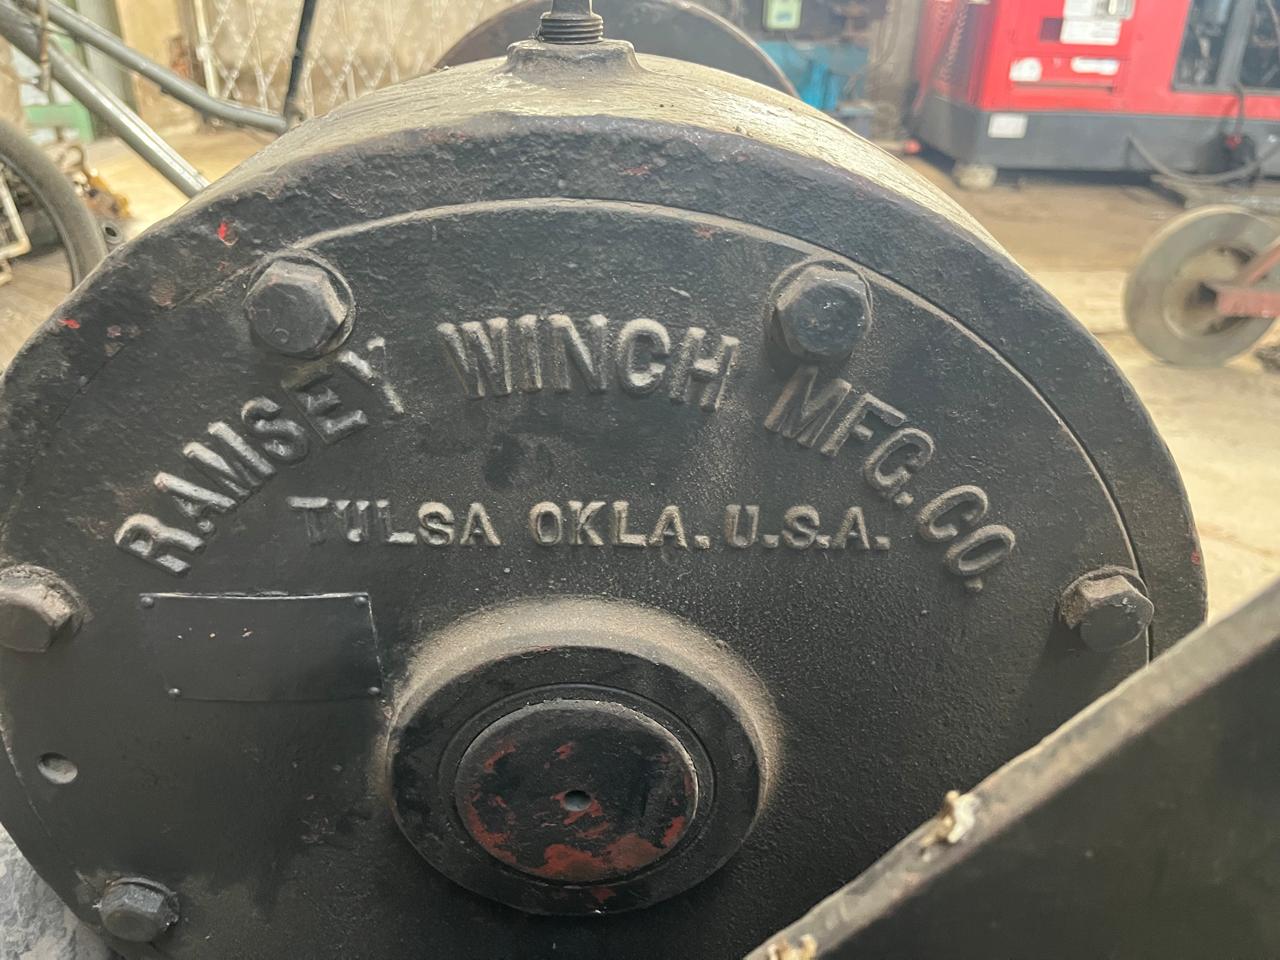 RAMSEY WINCH MFG. CO.
TULSA OKLA. U.S.A.